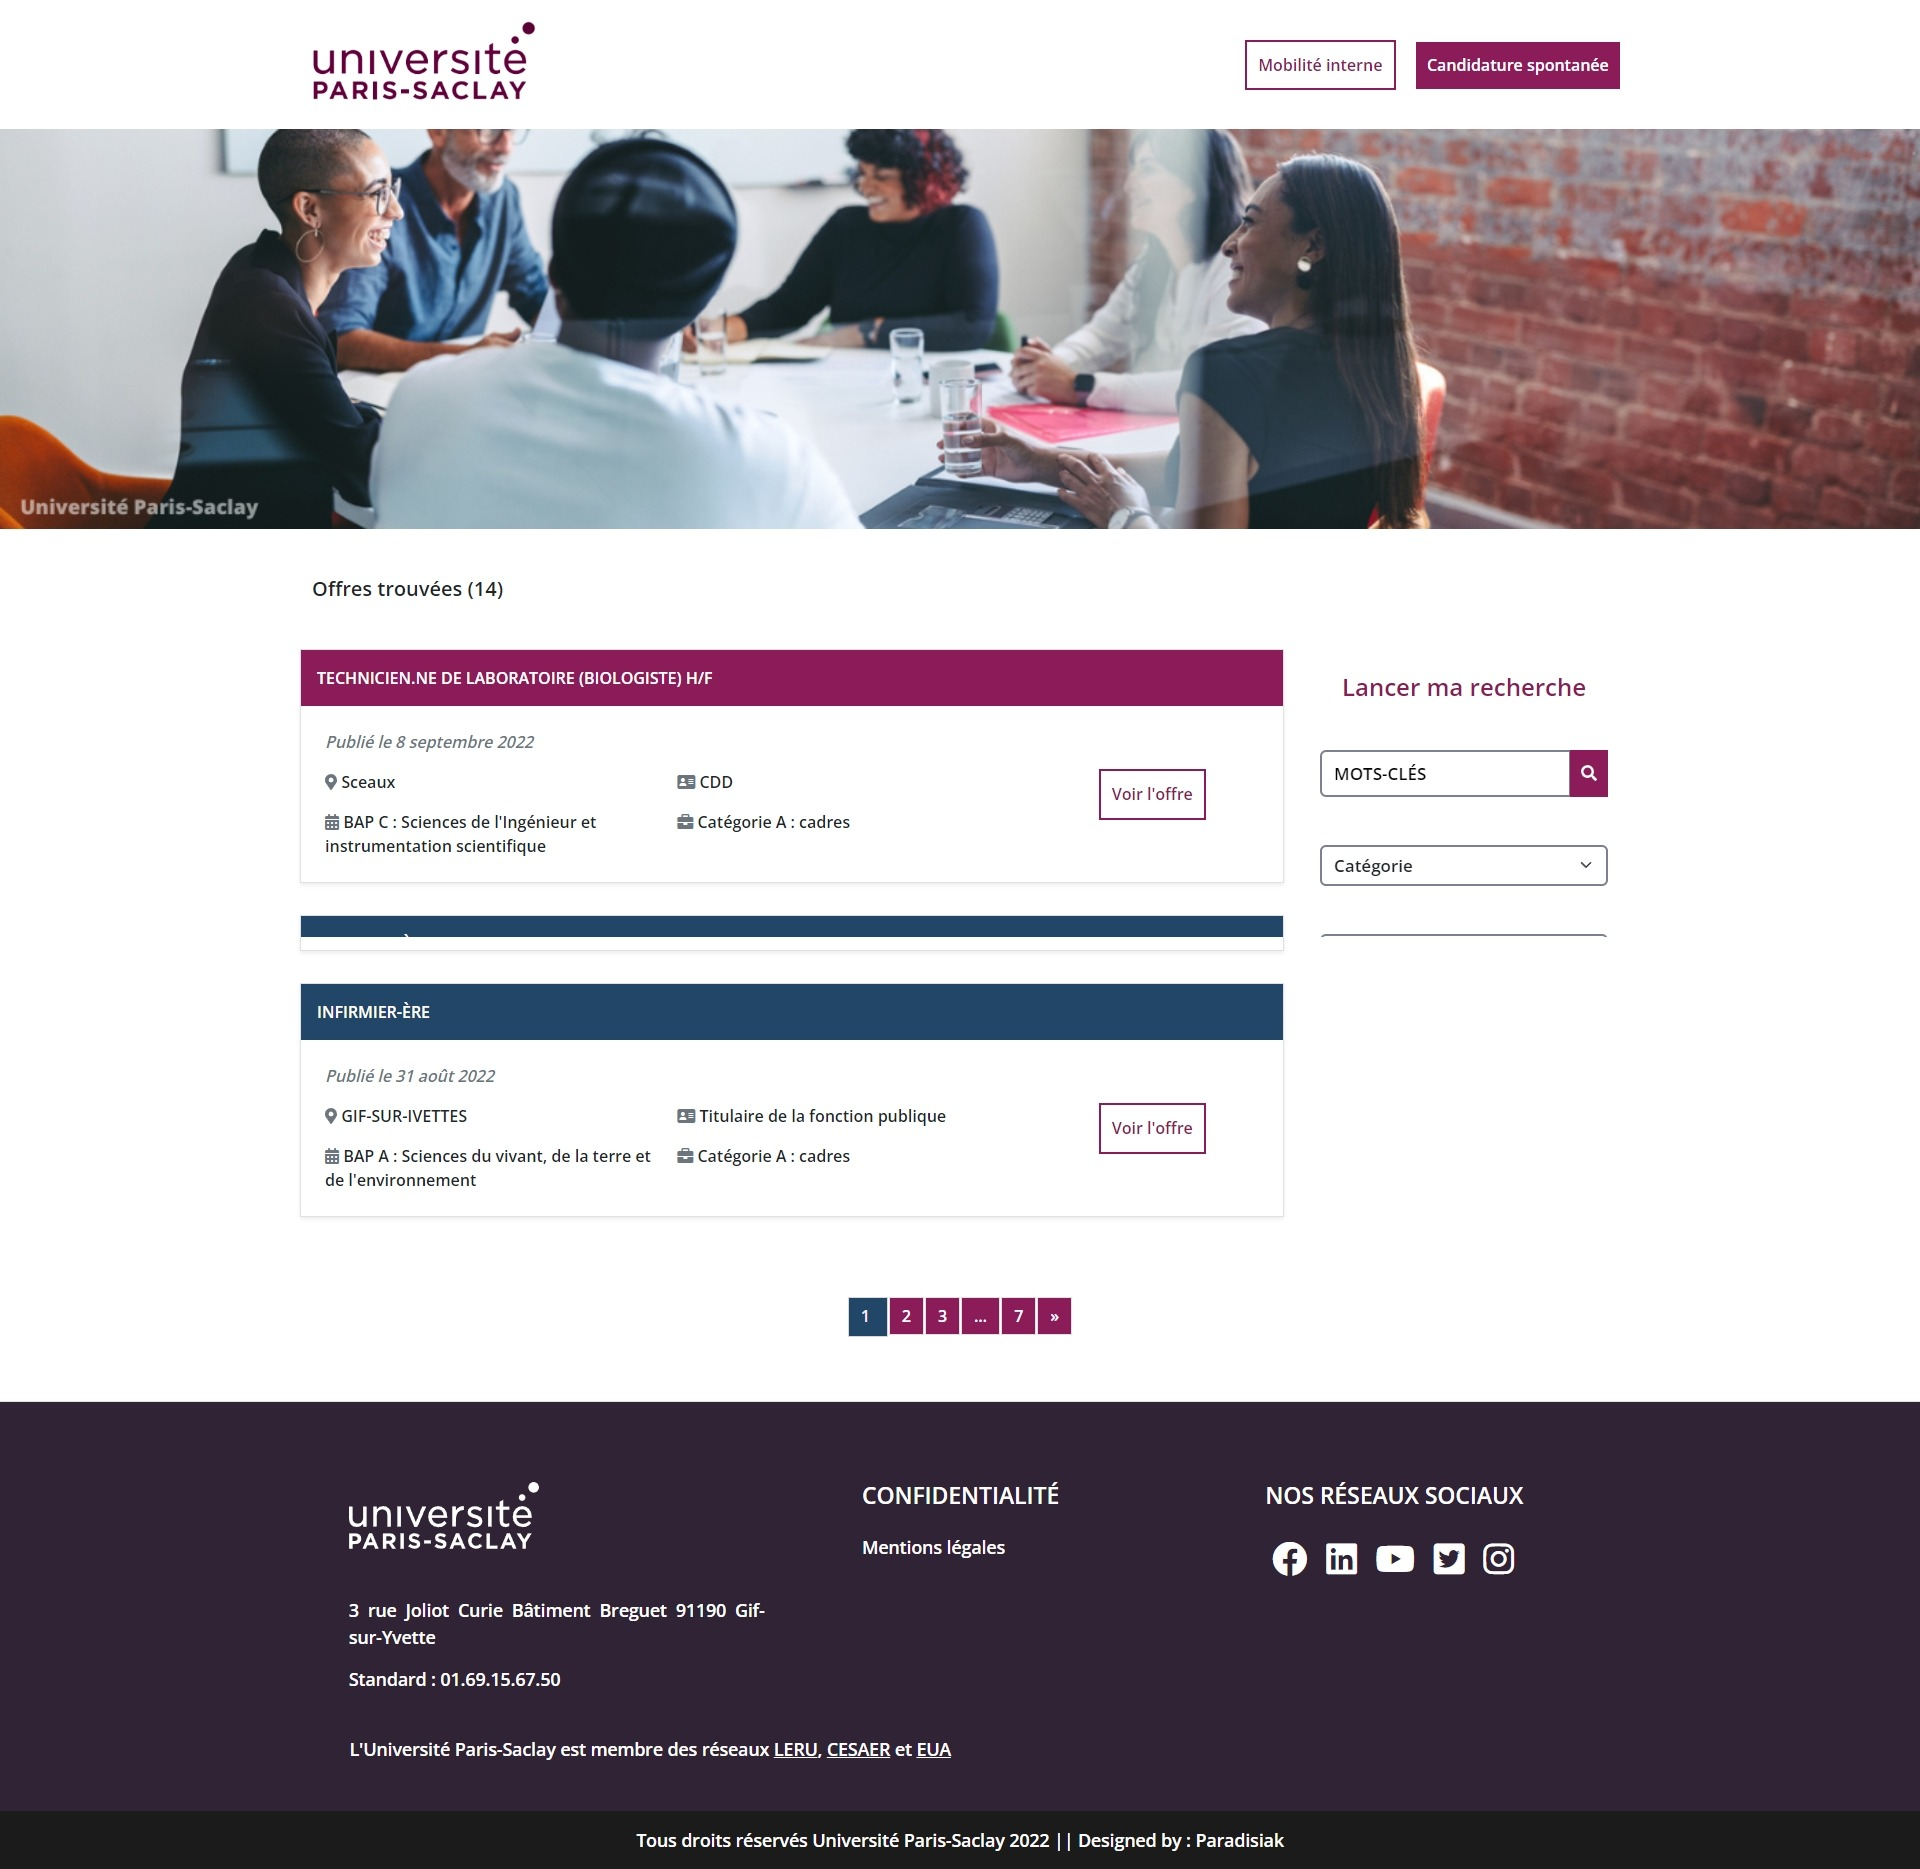 université
PARIS-SACLAY
Mobilité interne
Candidature spontanée
Université Paris-Saclay
Offres trouvées (14)
TECHNICIEN.NE DE LABORATOIRE (BIOLOGISTE) H/F
Publié le 8 septembre 2022
Sceaux
CDD
BAP C : Sciences de l'Ingénieur et
instrumentation scientifique
Catégorie A : cadres
Voir l'offre
Lancer ma recherche
MOTS-CLÉS
Catégorie
INFIRMIER-ÈRE
Publié le 31 août 2022
GIF-SUR-IVETTES
Titulaire de la fonction publique
BAP A : Sciences du vivant, de la terre et
de l'environnement
Catégorie A : cadres
Voir l'offre
1 2 3 ... 7 »
université
PARIS-SACLAY
3 rue Joliot Curie Bâtiment Breguet 91190 Gif-
sur-Yvette
Standard : 01.69.15.67.50
CONFIDENTIALITÉ
Mentions légales
NOS RÉSEAUX SOCIAUX
L'Université Paris-Saclay est membre des réseaux LERU, CESAER et EUA
Tous droits réservés Université Paris-Saclay 2022 || Designed by : Paradisiak